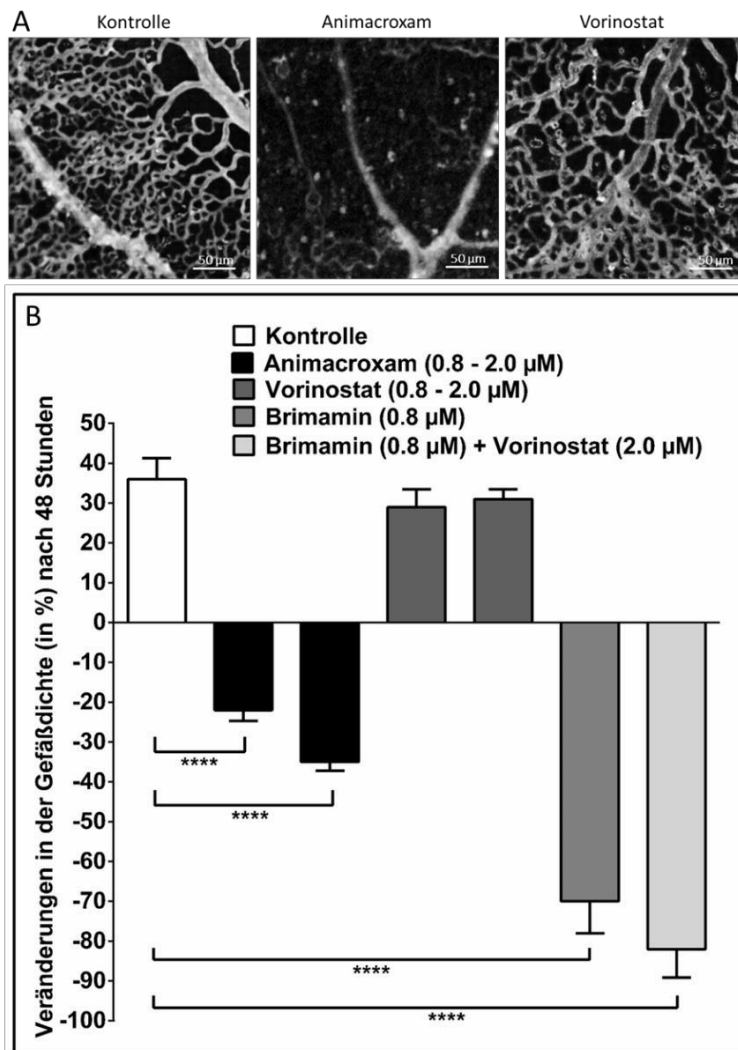 A
Kontrolle
Animacroxam
Vorinostat
50 µm
50 µm
50 µm
B
Kontrolle
Animacroxam (0.8 - 2.0 µM)
Vorinostat (0.8 - 2.0 µM)
Brimamin (0.8 µM)
Brimamin (0.8 µM) + Vorinostat (2.0 µM)
Veränderungen in der Gefäßdichte (in %) nach 48 Stunden
50
40
30
20
10
0
-10
-20
-30
-40
-50
-60
-70
-80
-90
-100
****
****
****
****